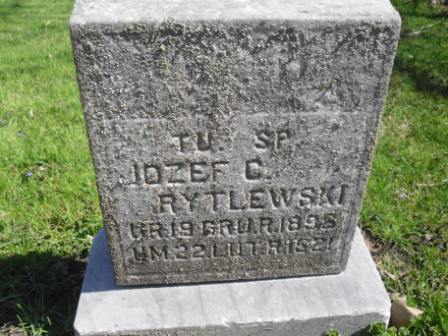 TU. SP.
JOZEF C.
RYTLEWSKI
UR.19 GRU.R.1895
UM.22 LUT.R.1921